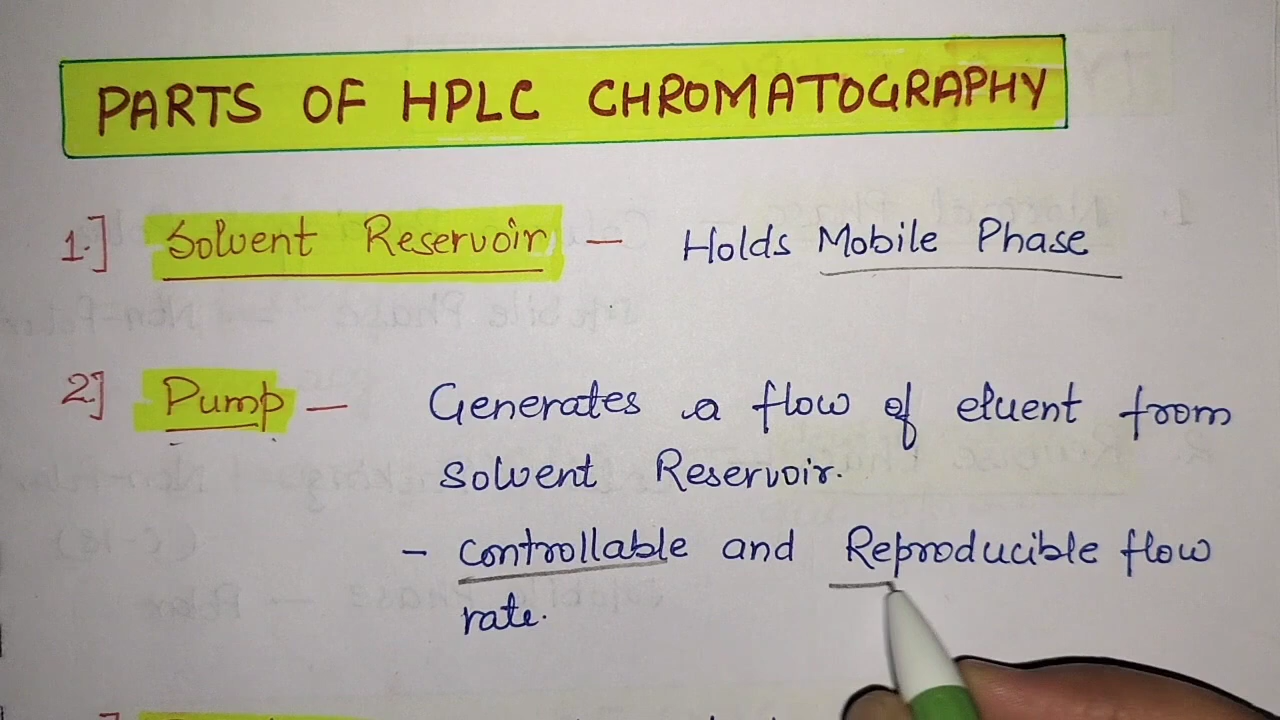 PARTS OF HPLC CHROMATOGRAPHY
1.] Solvent Reservoir — Holds Mobile Phase
2.] Pump — Generates a flow of eluent from
Solvent Reservoir.
- controllable and Reproducible flow
rate.